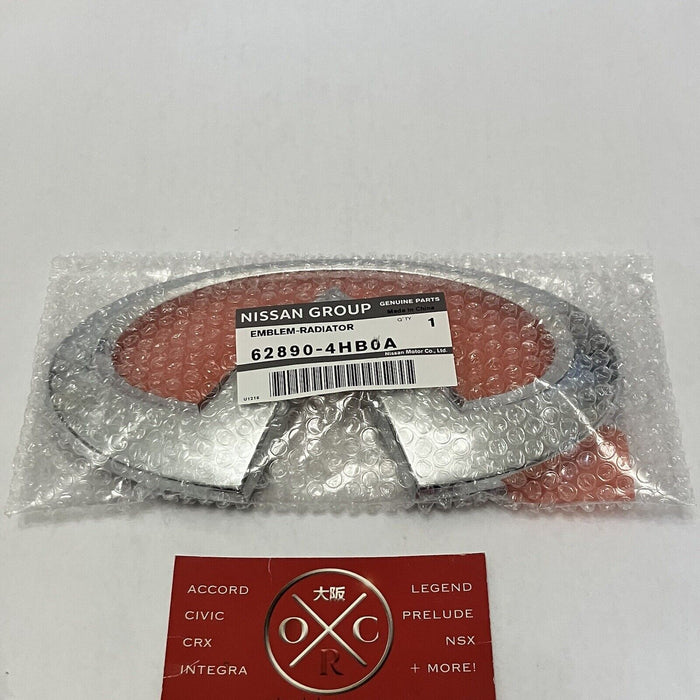 NISSAN GROUP GENUINE PARTS
Made in China
EMBLEM-RADIATOR Q'TY 1
62890-4HB0A
Nissan Motor Co., Ltd.
U1216
ACCORD
CIVIC
CRX
INTEGRA
大阪
O C
R
LEGEND
PRELUDE
NSX
+ MORE!